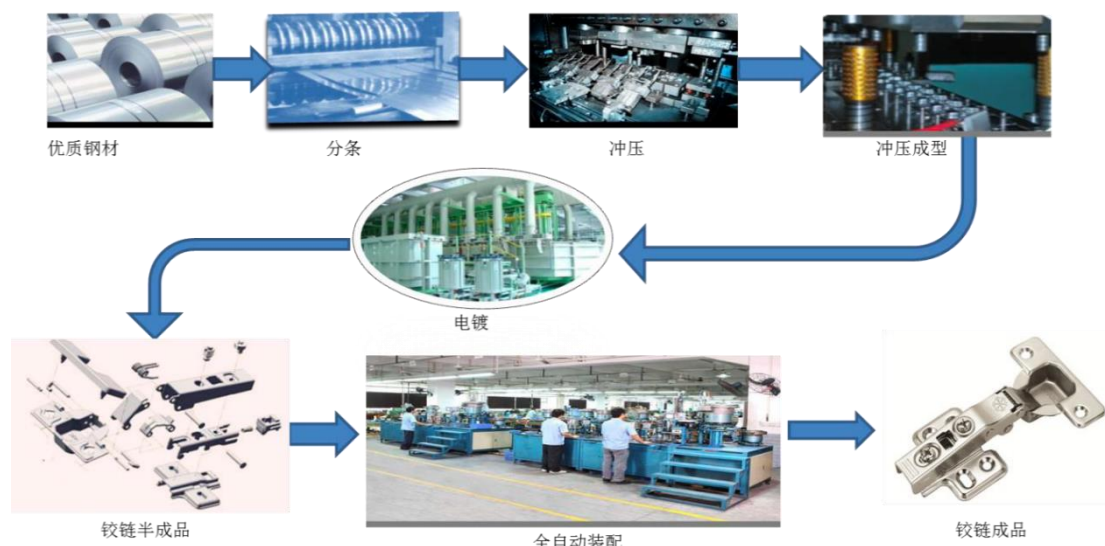 优质钢材
分条
冲压
冲压成型
电镀
铰链半成品
全自动装配
铰链成品